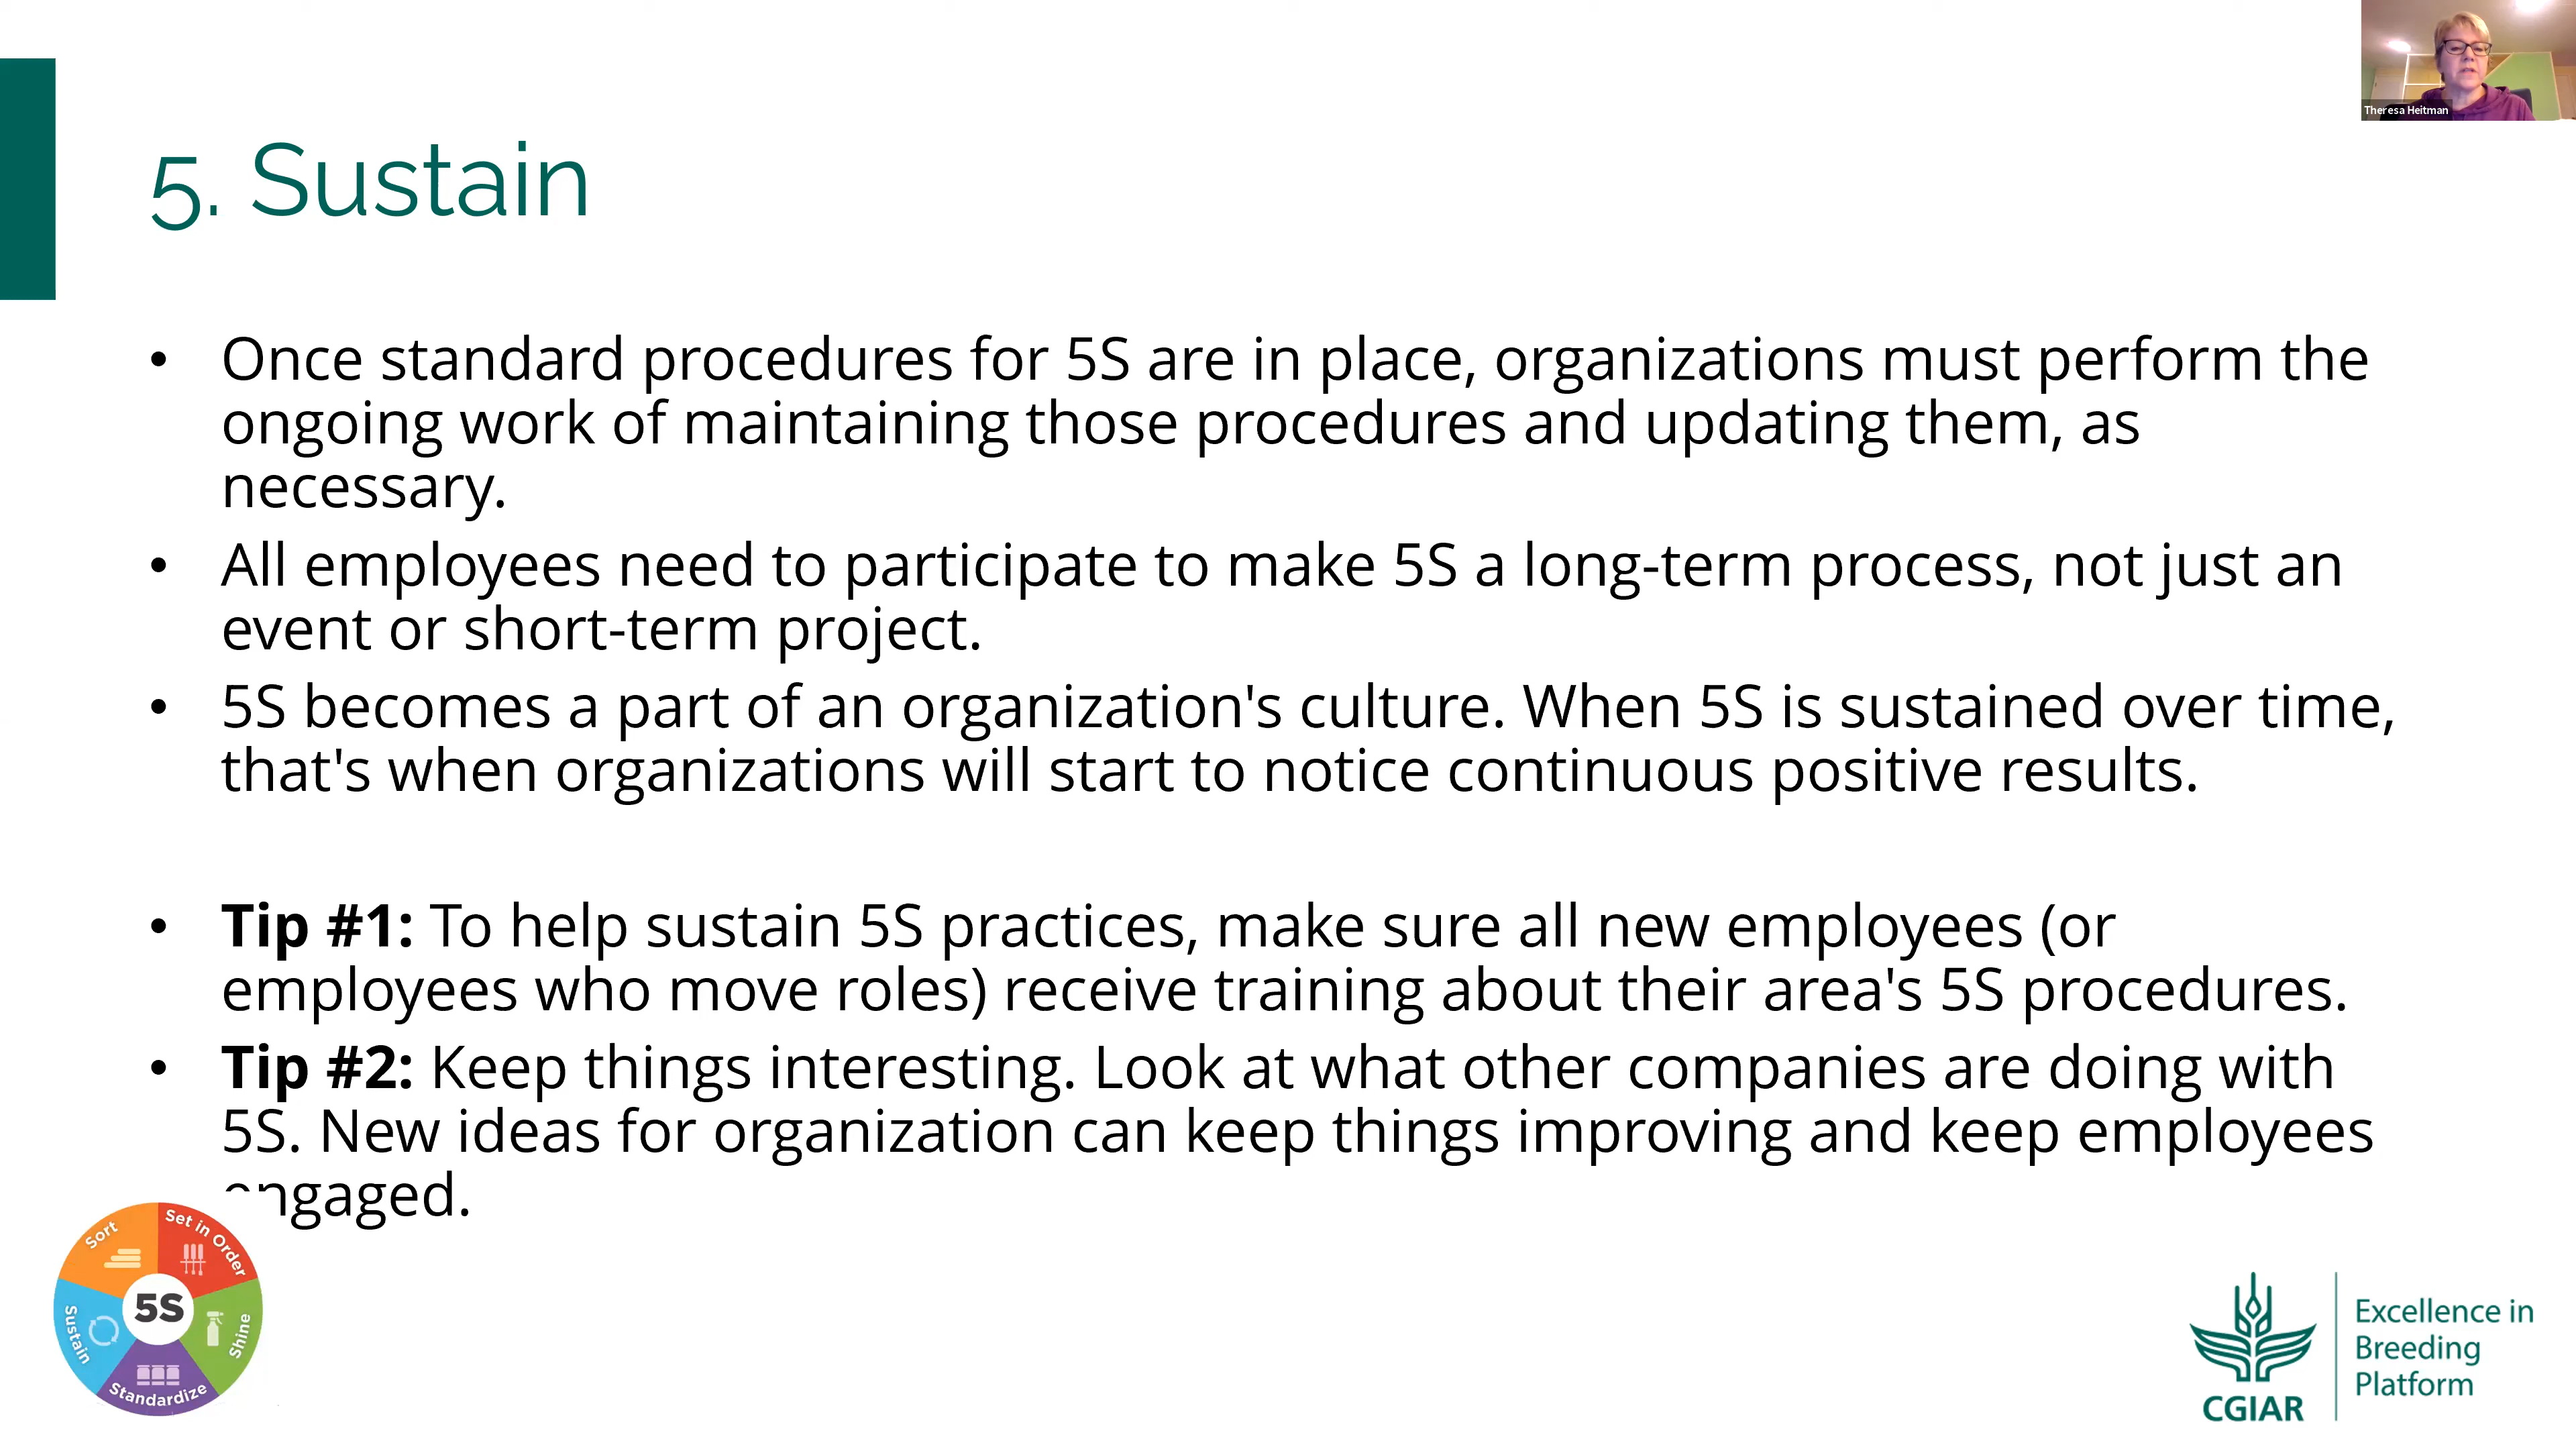 Theresa Heitman
5. Sustain
• Once standard procedures for 5S are in place, organizations must perform the
ongoing work of maintaining those procedures and updating them, as
necessary.
• All employees need to participate to make 5S a long-term process, not just an
event or short-term project.
• 5S becomes a part of an organization's culture. When 5S is sustained over time,
that's when organizations will start to notice continuous positive results.
• Tip #1: To help sustain 5S practices, make sure all new employees (or
employees who move roles) receive training about their area's 5S procedures.
• Tip #2: Keep things interesting. Look at what other companies are doing with
5S. New ideas for organization can keep things improving and keep employees
engaged.
Sort
Set in Order
Shine
Standardize
Sustain
5S
CGIAR
Excellence in
Breeding
Platform